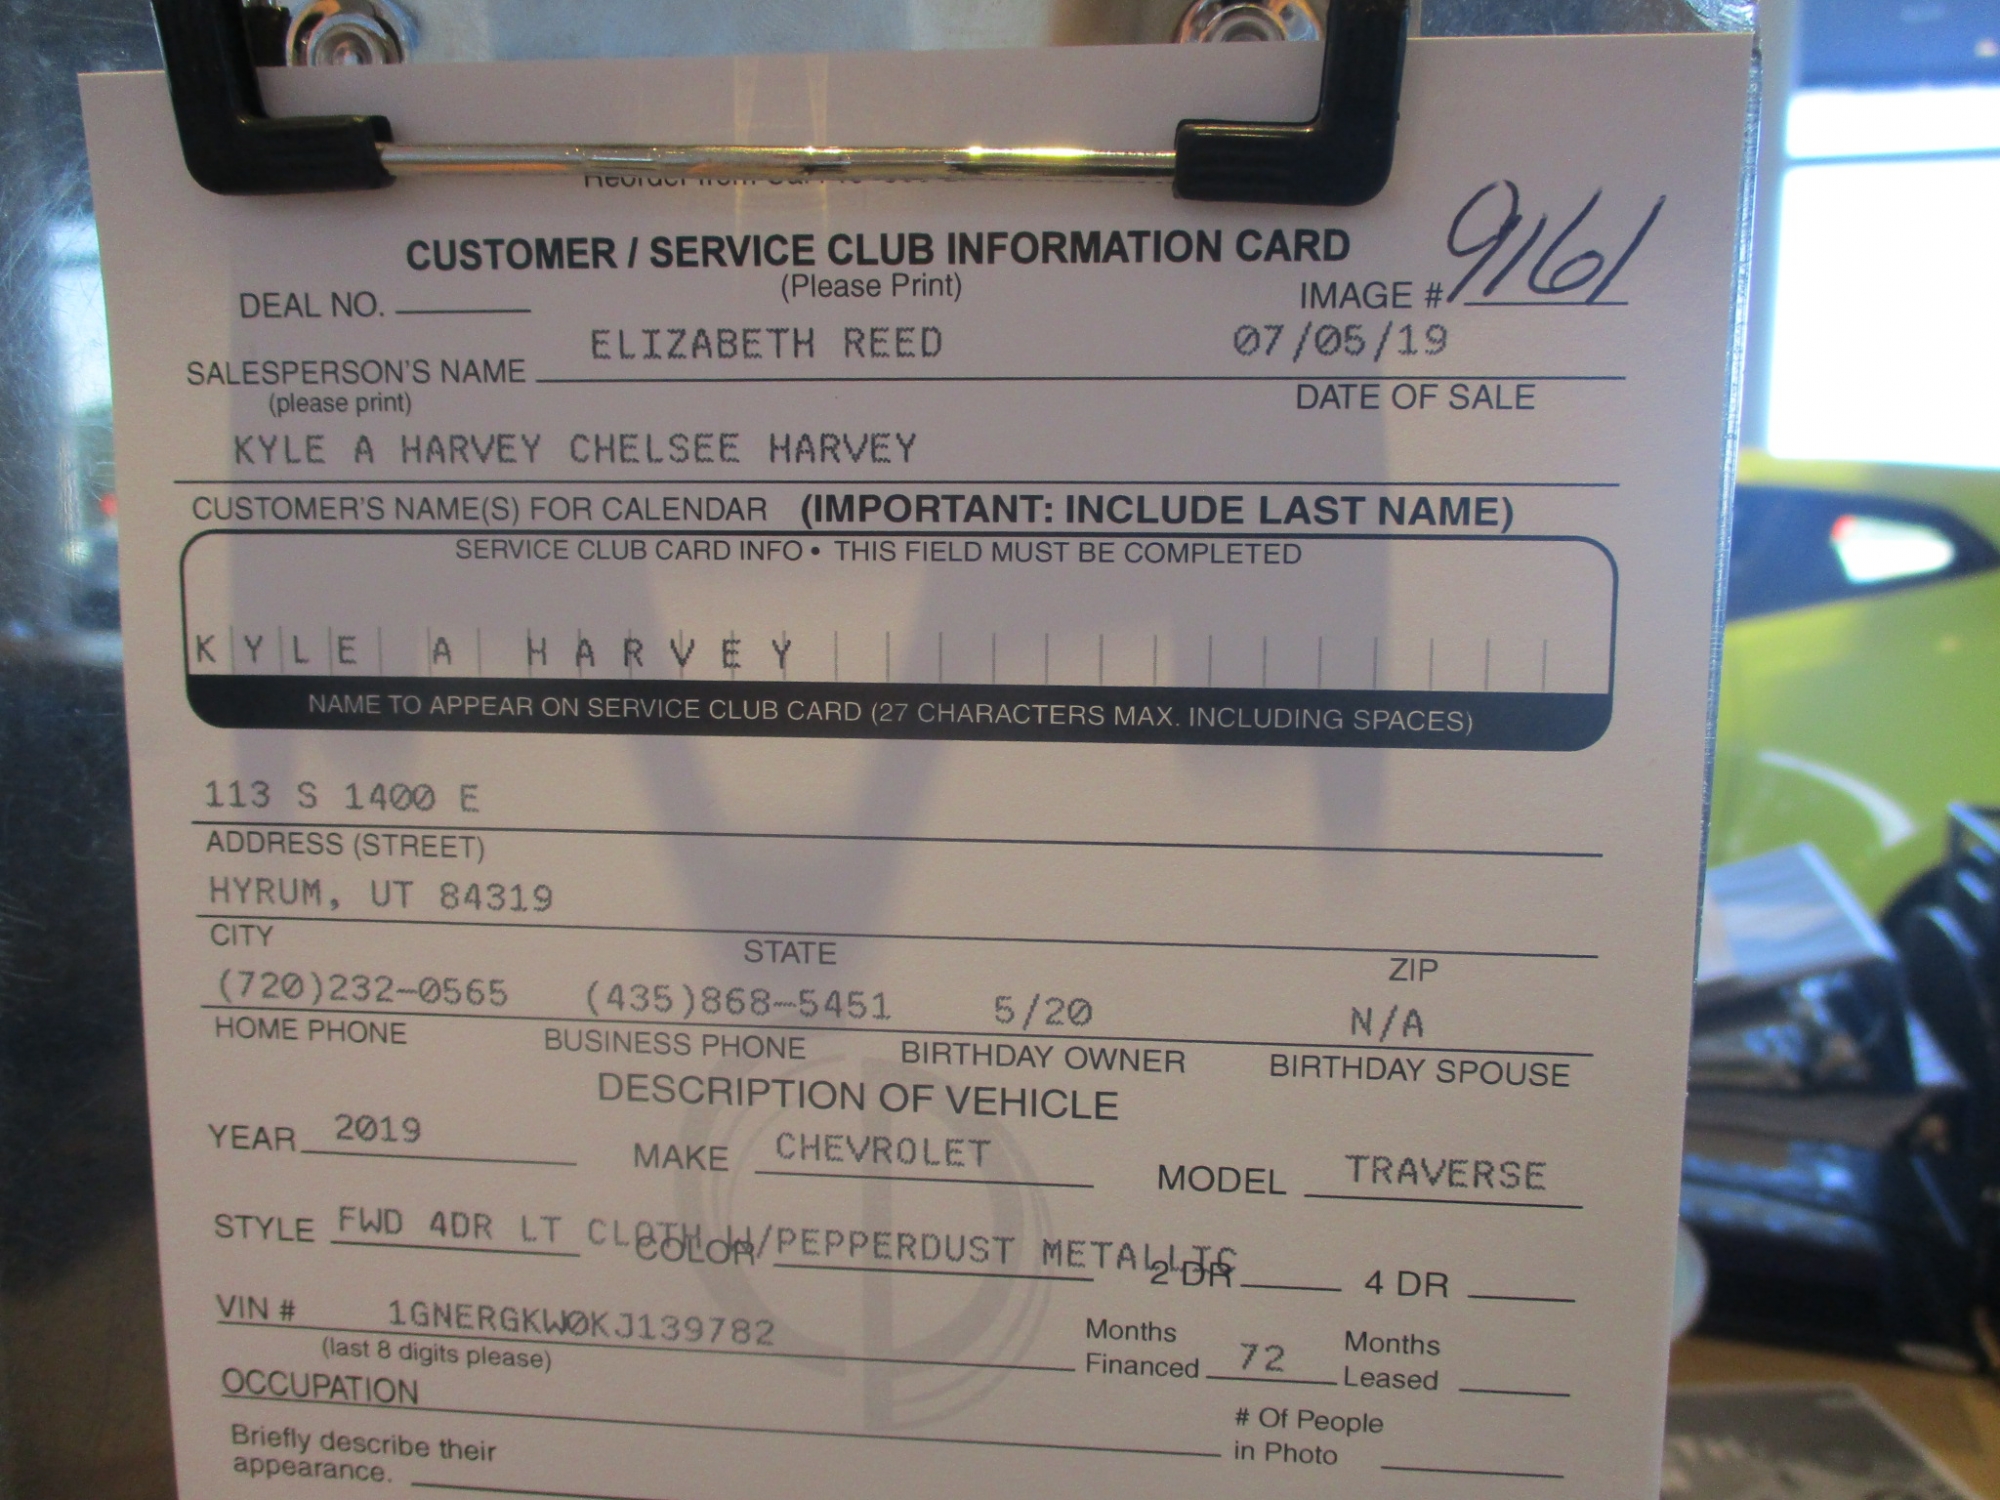 CUSTOMER / SERVICE CLUB INFORMATION CARD
(Please Print)
DEAL NO. IMAGE # 9161
ELIZABETH REED 07/05/19
SALESPERSON'S NAME DATE OF SALE
(please print)
KYLE A HARVEY CHELSEE HARVEY
CUSTOMER'S NAME(S) FOR CALENDAR (IMPORTANT: INCLUDE LAST NAME)
SERVICE CLUB CARD INFO • THIS FIELD MUST BE COMPLETED
KYLE A HARVEY
NAME TO APPEAR ON SERVICE CLUB CARD (27 CHARACTERS MAX. INCLUDING SPACES)
113 S 1400 E
ADDRESS (STREET)
HYRUM, UT 84319
CITY STATE ZIP
(720)232-0565 (435)868-5451 5/20 N/A
HOME PHONE BUSINESS PHONE BIRTHDAY OWNER BIRTHDAY SPOUSE
DESCRIPTION OF VEHICLE
YEAR 2019 MAKE CHEVROLET MODEL TRAVERSE
STYLE FWD 4DR LT CLOTH W/PEPPERDUST METALLIC
COLOR 2 DR 4 DR
VIN # 1GNERGKW0KJ139782 Months Financed 72 Months Leased
(last 8 digits please)
OCCUPATION
# Of People in Photo
Briefly describe their
appearance.